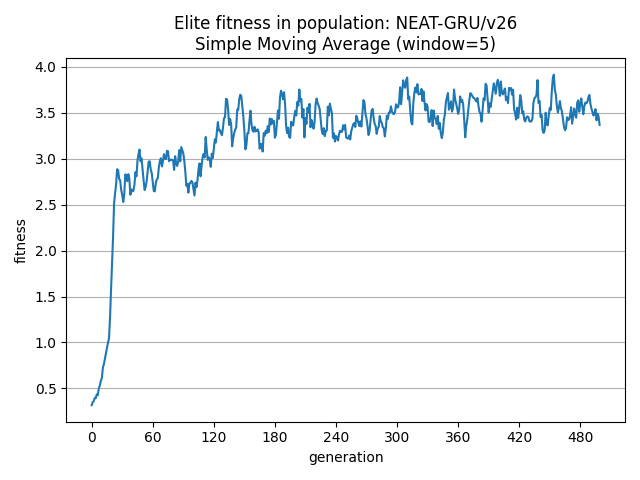 Elite fitness in population: NEAT-GRU/v26
Simple Moving Average (window=5)
4.0
3.5
3.0
2.5
2.0
1.5
1.0
0.5
fitness
0 60 120 180 240 300 360 420 480
generation